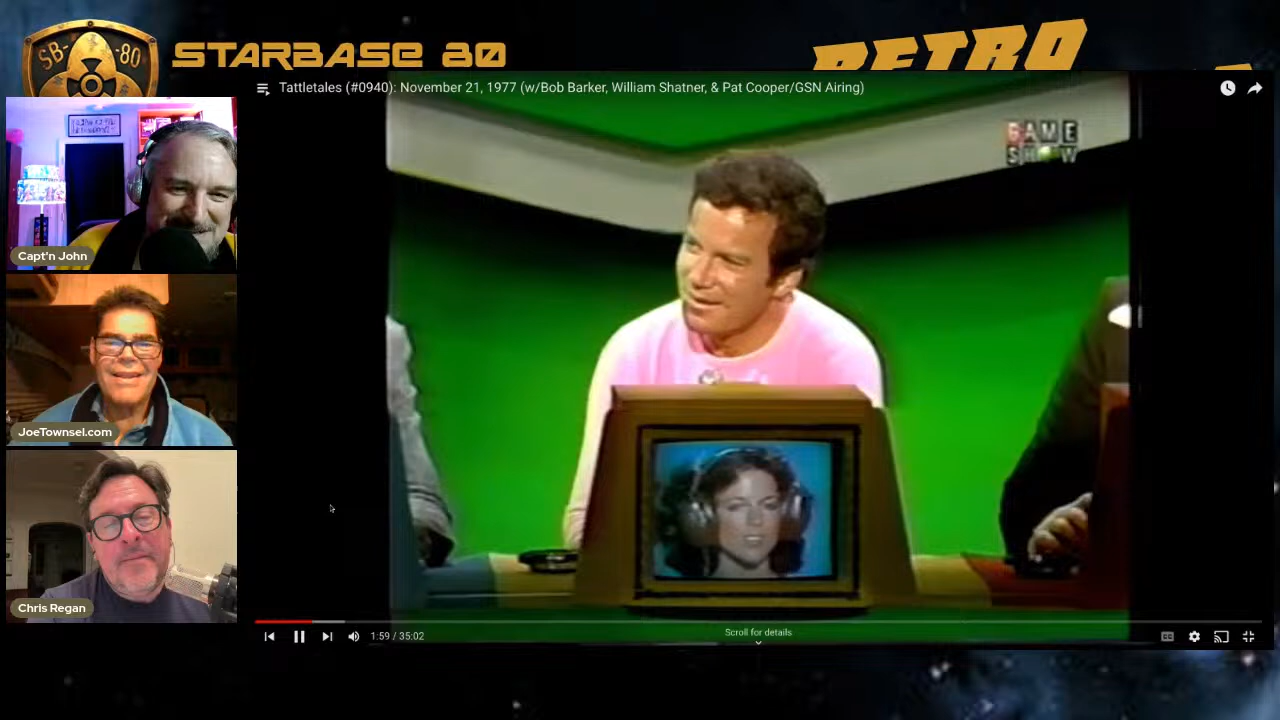 SB-80
STARBASE 80
RETRO
Tattletales (#0940): November 21, 1977 (w/Bob Barker, William Shatner, & Pat Cooper/GSN Airing)
GAME
SHOW
Capt'n John
JoeTownsel.com
Chris Regan
1:59 / 35:02
Scroll for details
CC